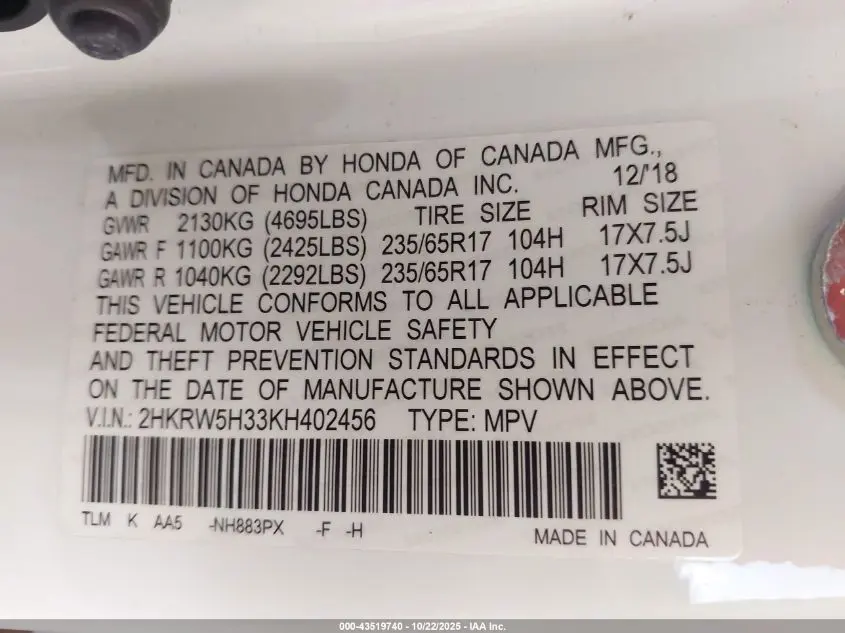 MFD. IN CANADA BY HONDA OF CANADA MFG.,
A DIVISION OF HONDA CANADA INC. 12/'18
GVWR 2130KG (4695LBS) TIRE SIZE RIM SIZE
GAWR F 1100KG (2425LBS) 235/65R17 104H 17X7.5J
GAWR R 1040KG (2292LBS) 235/65R17 104H 17X7.5J
THIS VEHICLE CONFORMS TO ALL APPLICABLE
FEDERAL MOTOR VEHICLE SAFETY
AND THEFT PREVENTION STANDARDS IN EFFECT
ON THE DATE OF MANUFACTURE SHOWN ABOVE.
V.I.N.: 2HKRW5H33KH402456 TYPE: MPV
TLM K AA5 -NH883PX -F -H
MADE IN CANADA
000-43519740 - 10/22/2025 - IAA Inc.